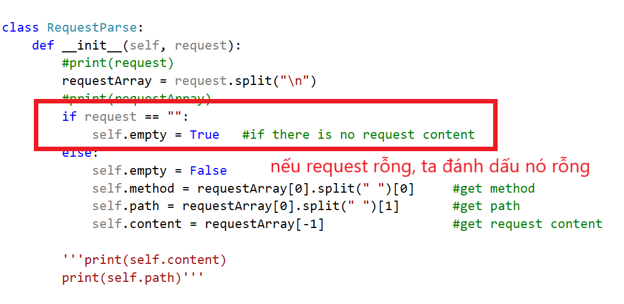 class RequestParse:
    def __init__(self, request):
        #print(request)
        requestArray = request.split("\n")
        #print(requestArray)
        if request == "":
            self.empty = True   #if there is no request content
        else:
            self.empty = False
nếu request rỗng, ta đánh dấu nó rỗng
            self.method = requestArray[0].split(" ")[0]    #get method
            self.path = requestArray[0].split(" ")[1]      #get path
            self.content = requestArray[-1]                #get request content
        '''print(self.content)
        print(self.path)'''